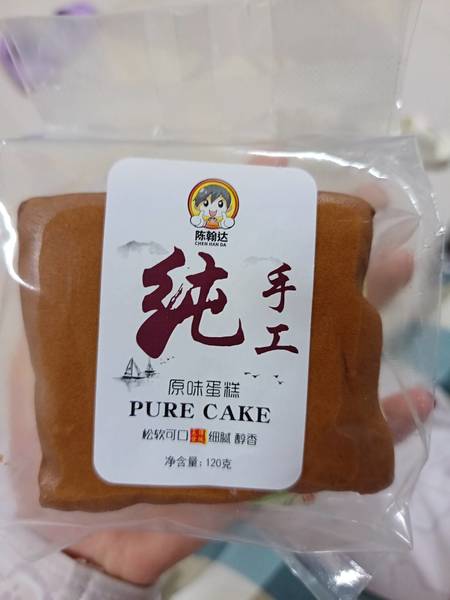 陈翰达
CHEN HAN DA
纯
手工
原味蛋糕
PURE CAKE
松软可口 细腻 醇香
净含量: 120克